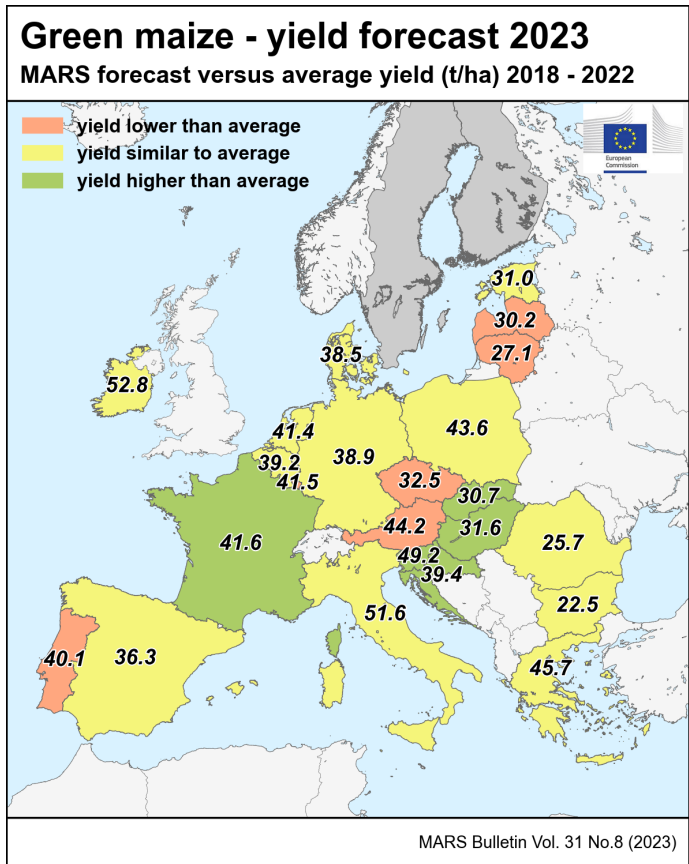 Green maize - yield forecast 2023
MARS forecast versus average yield (t/ha) 2018 - 2022
yield lower than average
yield similar to average
yield higher than average
European
Commission
31.0
30.2
27.1
38.5
52.8
41.4
43.6
38.9
39.2
41.5
32.5
30.7
44.2
31.6
41.6
25.7
49.2
39.4
51.6
22.5
40.1
36.3
45.7
MARS Bulletin Vol. 31 No.8 (2023)